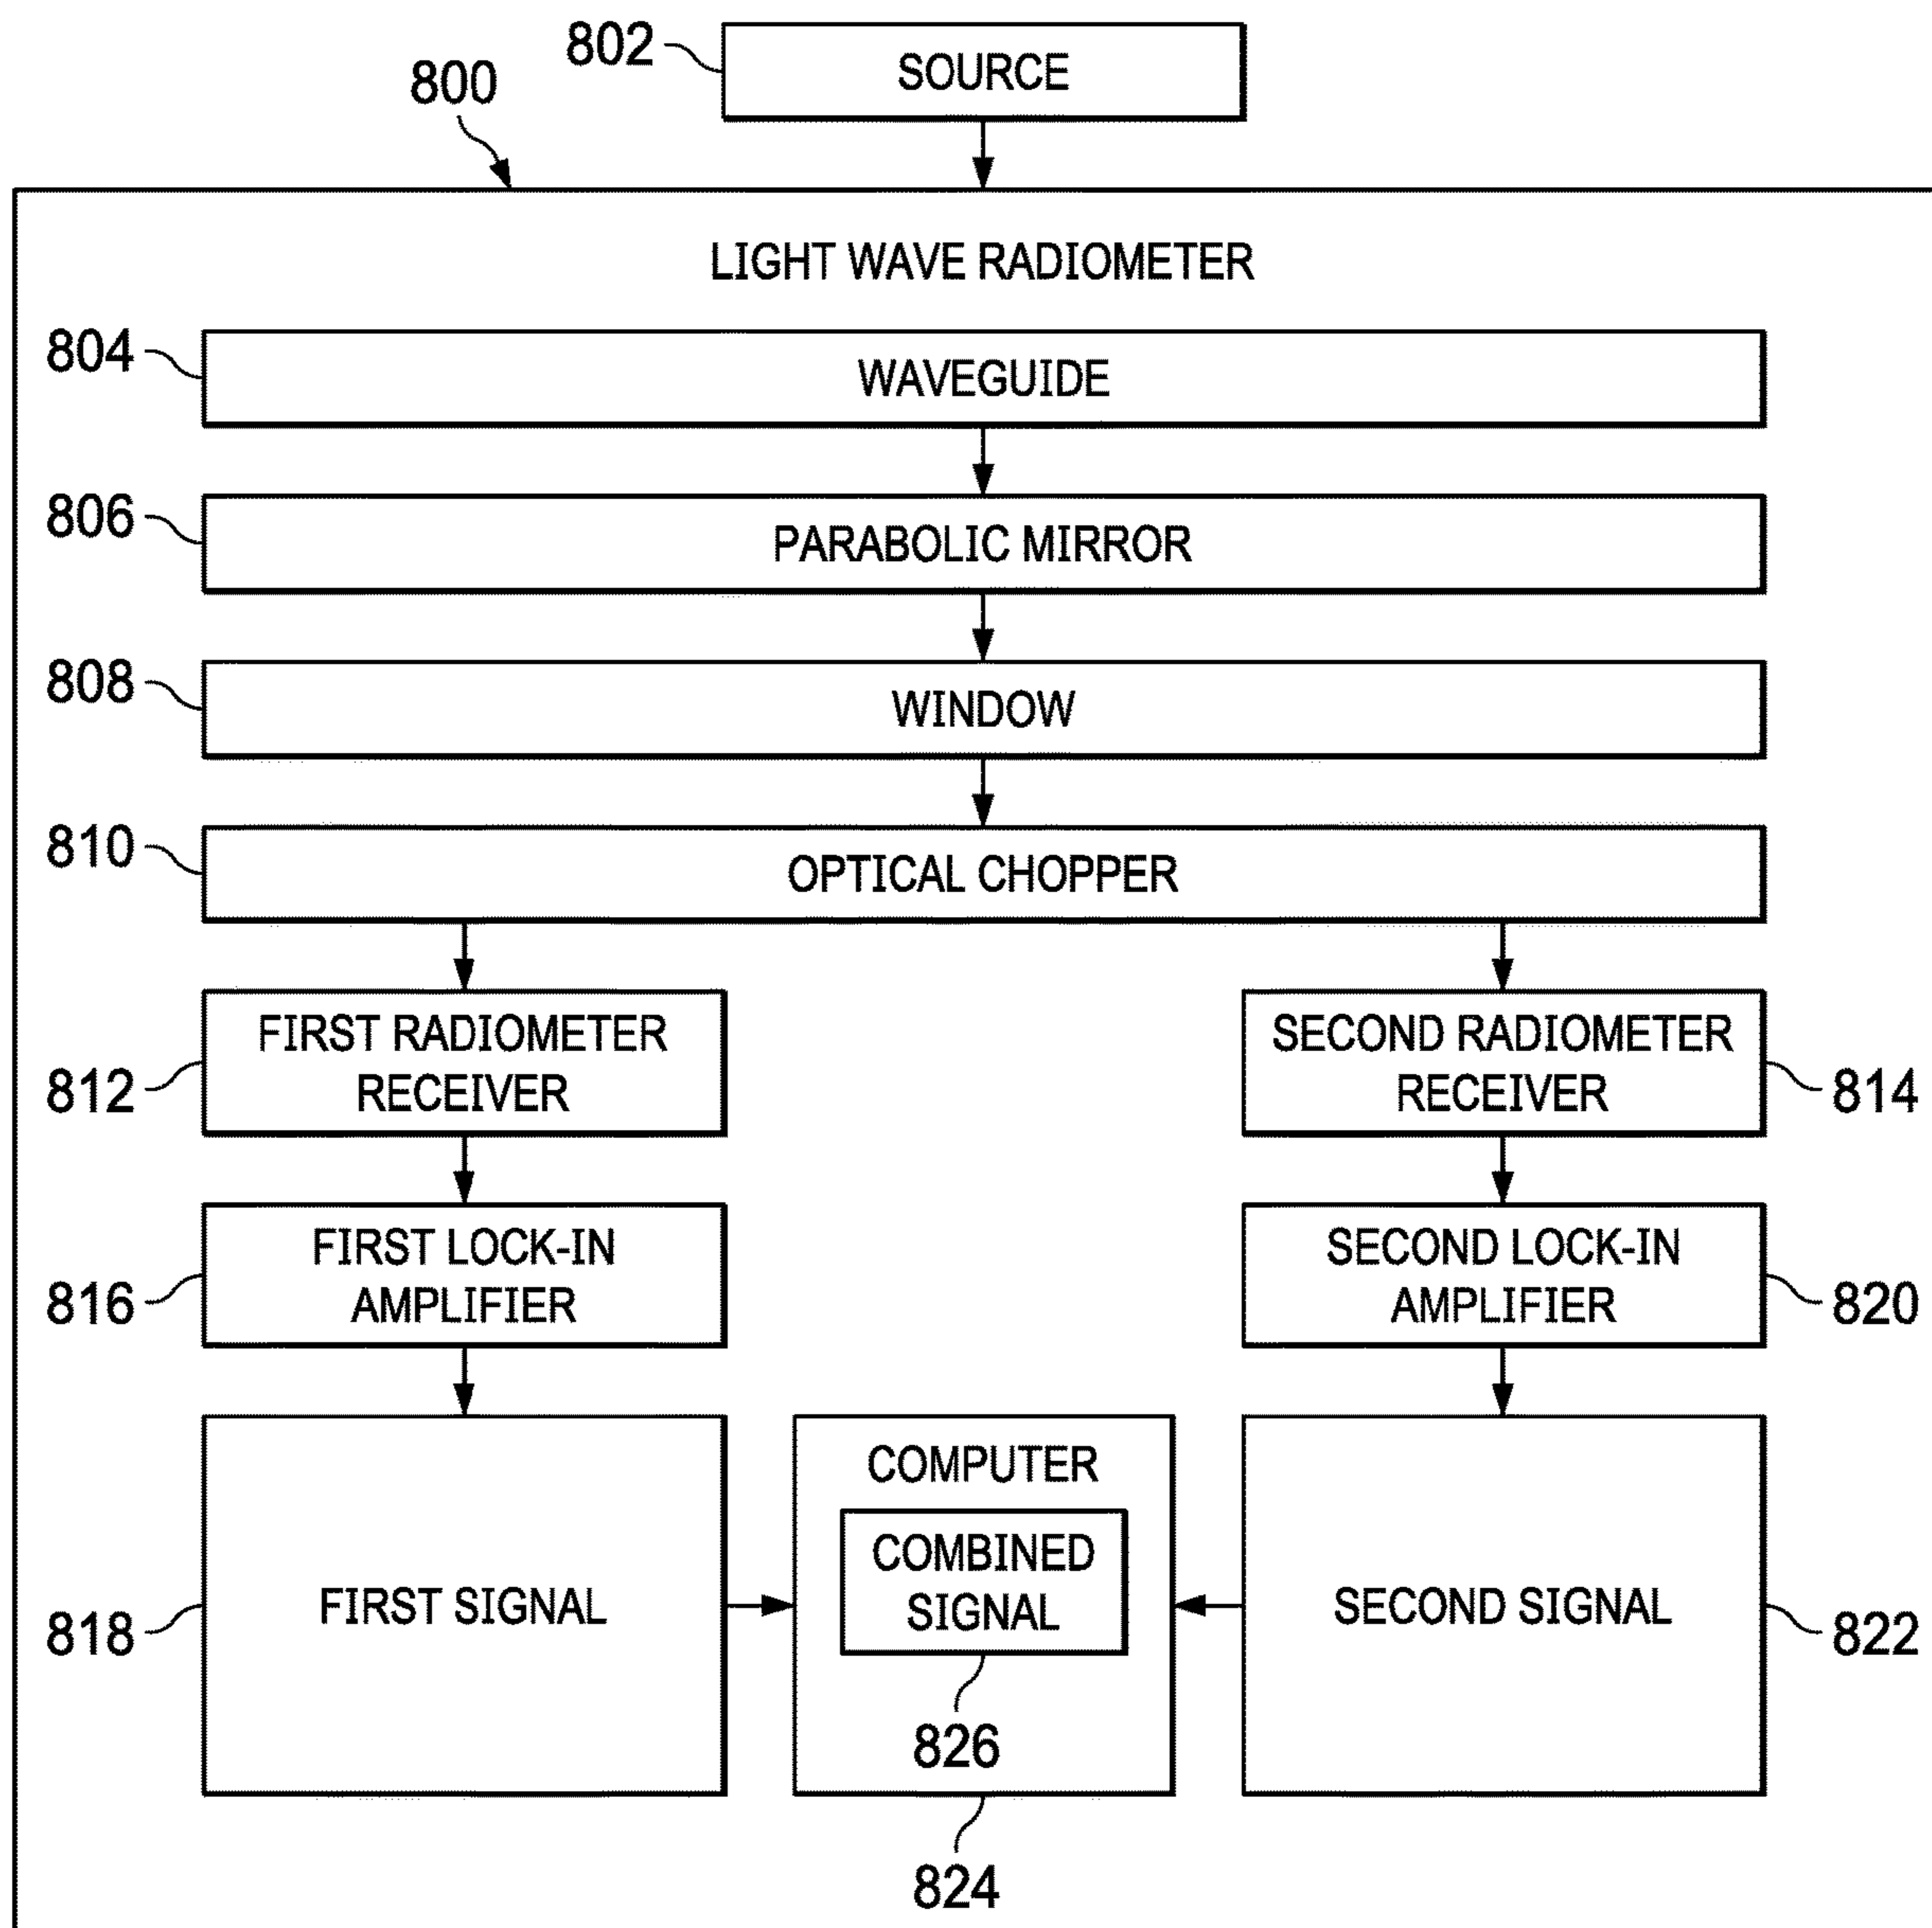 802
SOURCE
800
LIGHT WAVE RADIOMETER
804
WAVEGUIDE
806
PARABOLIC MIRROR
808
WINDOW
810
OPTICAL CHOPPER
FIRST RADIOMETER
RECEIVER
812
SECOND RADIOMETER
RECEIVER
814
FIRST LOCK-IN
AMPLIFIER
816
SECOND LOCK-IN
AMPLIFIER
820
FIRST SIGNAL
818
COMPUTER
COMBINED
SIGNAL
826
824
SECOND SIGNAL
822